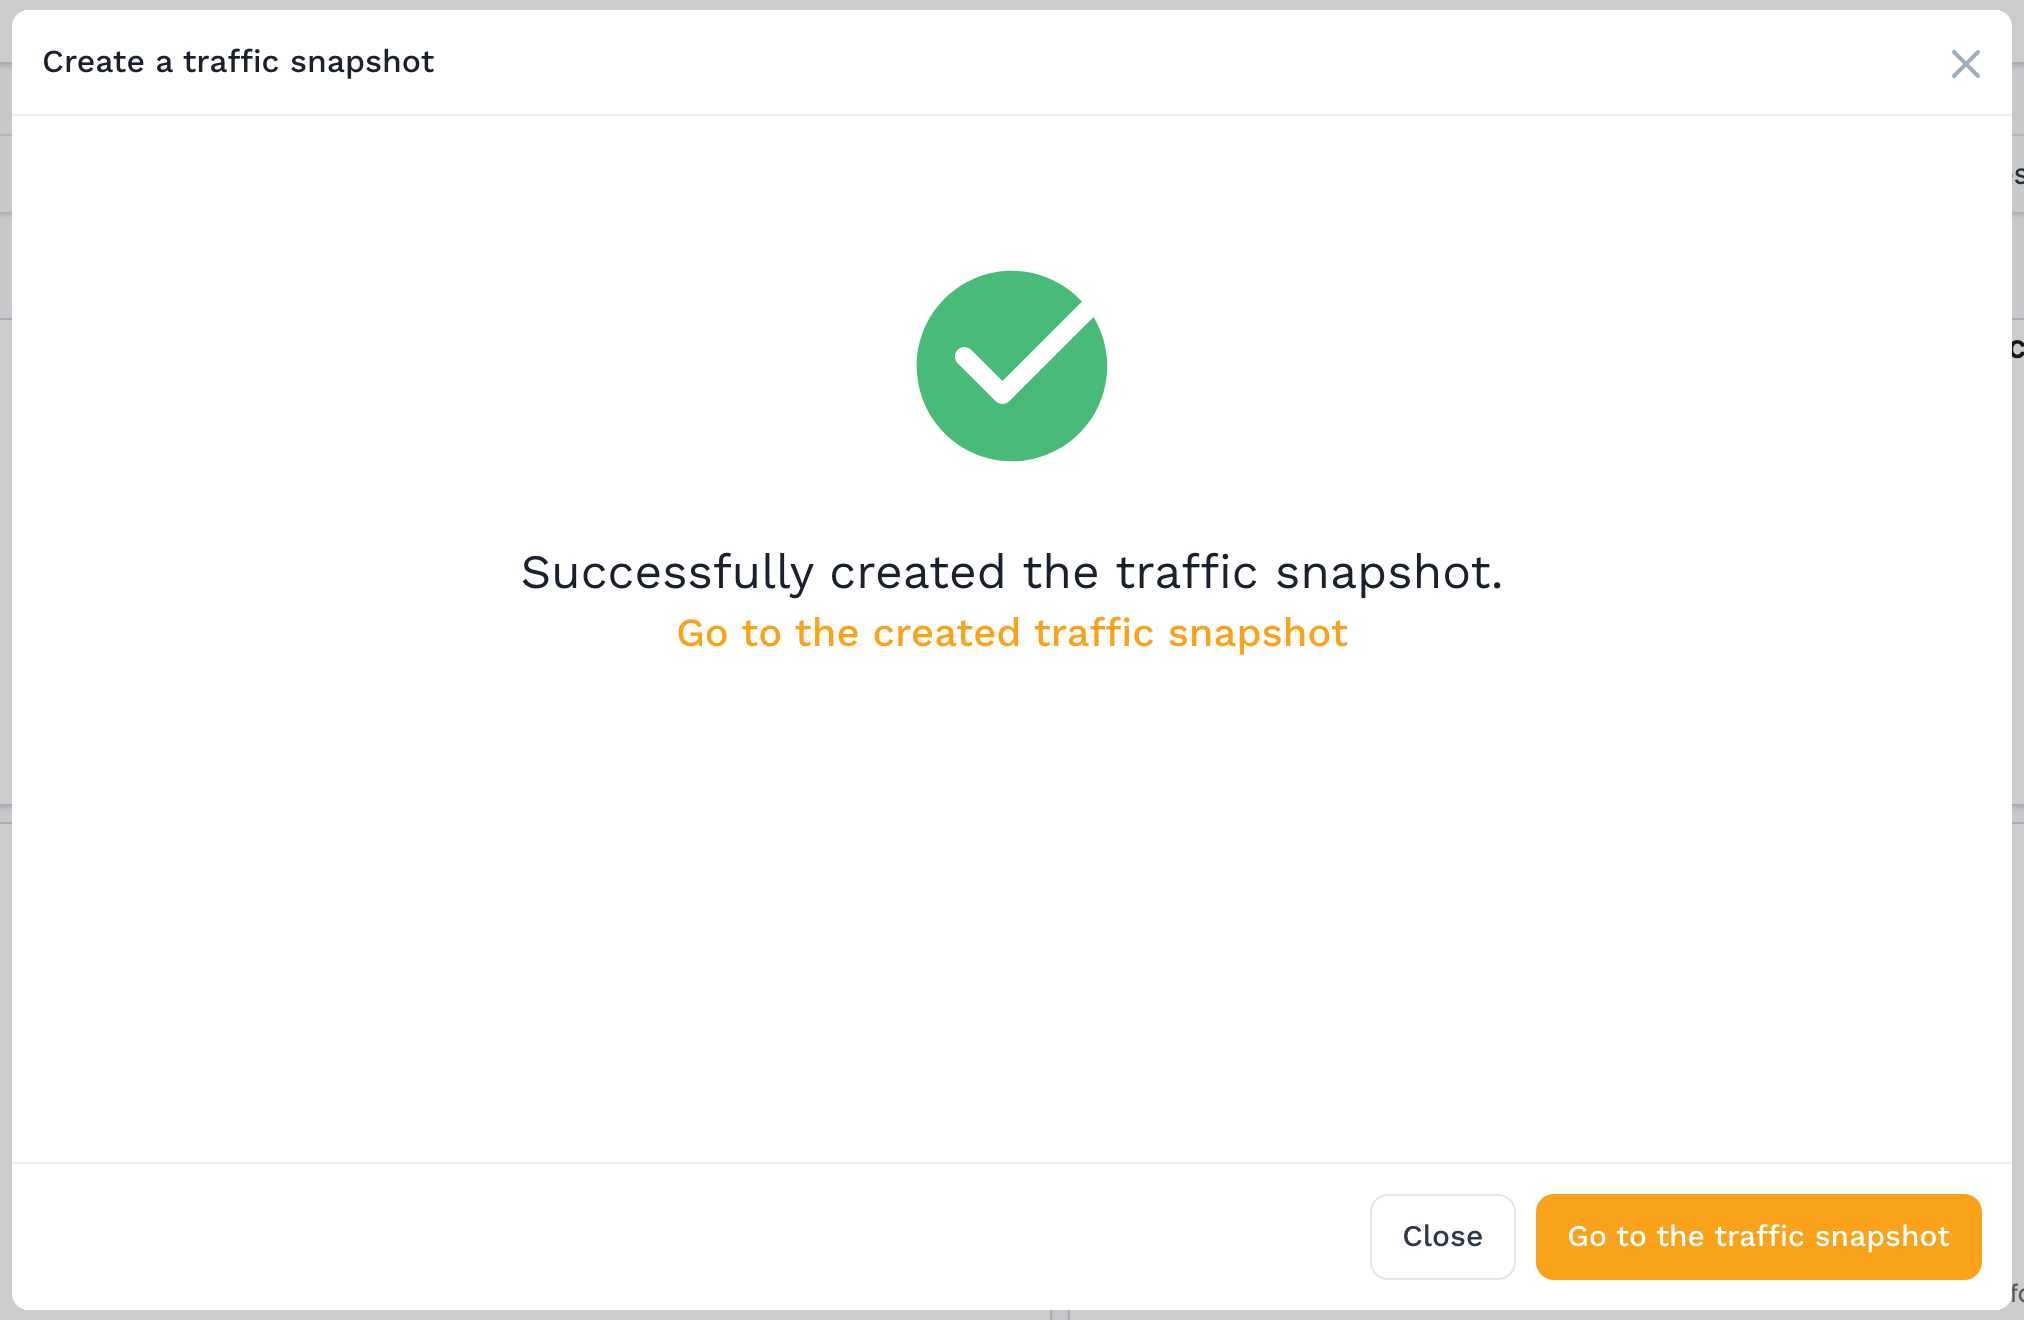 Create a traffic snapshot
Successfully created the traffic snapshot.
Go to the created traffic snapshot
Close
Go to the traffic snapshot